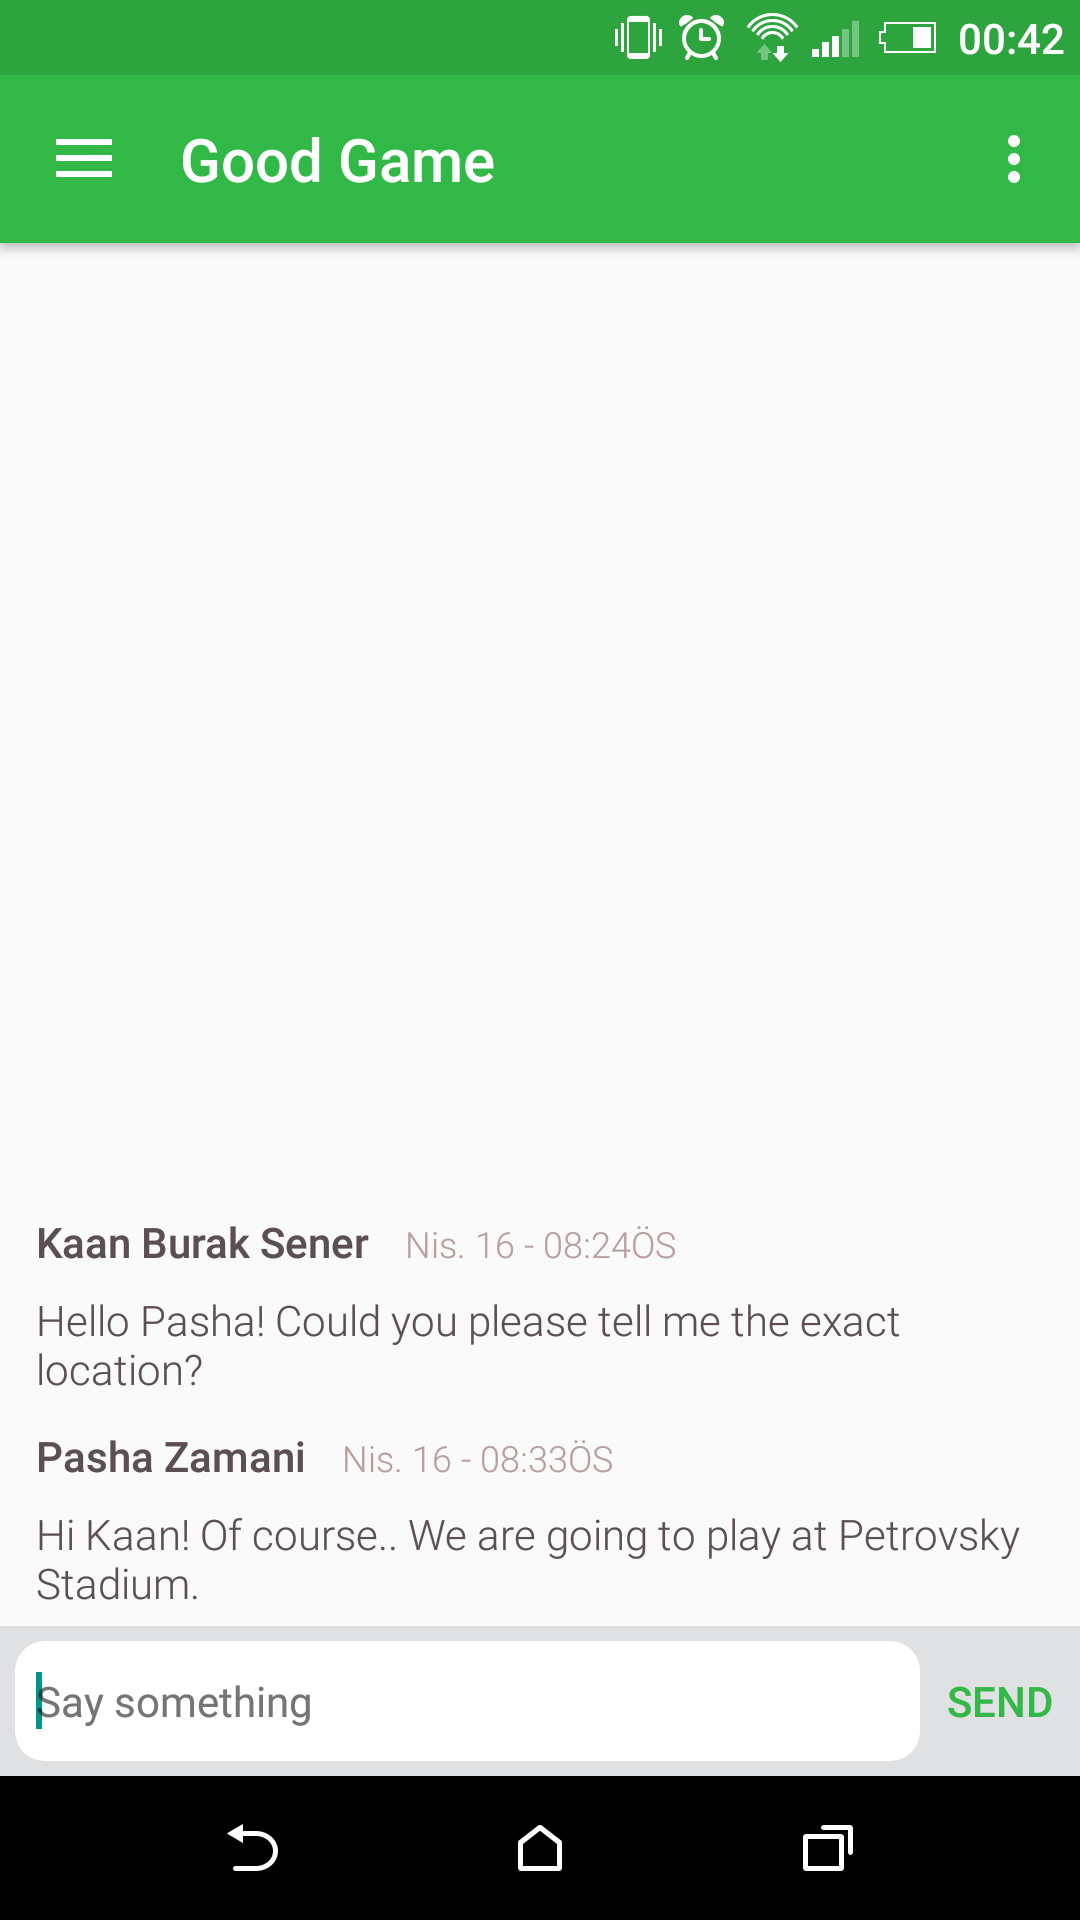 00:42
Good Game
Kaan Burak Sener Nis. 16 - 08:24ÖS
Hello Pasha! Could you please tell me the exact
location?
Pasha Zamani Nis. 16 - 08:33ÖS
Hi Kaan! Of course.. We are going to play at Petrovsky
Stadium.
Say something SEND